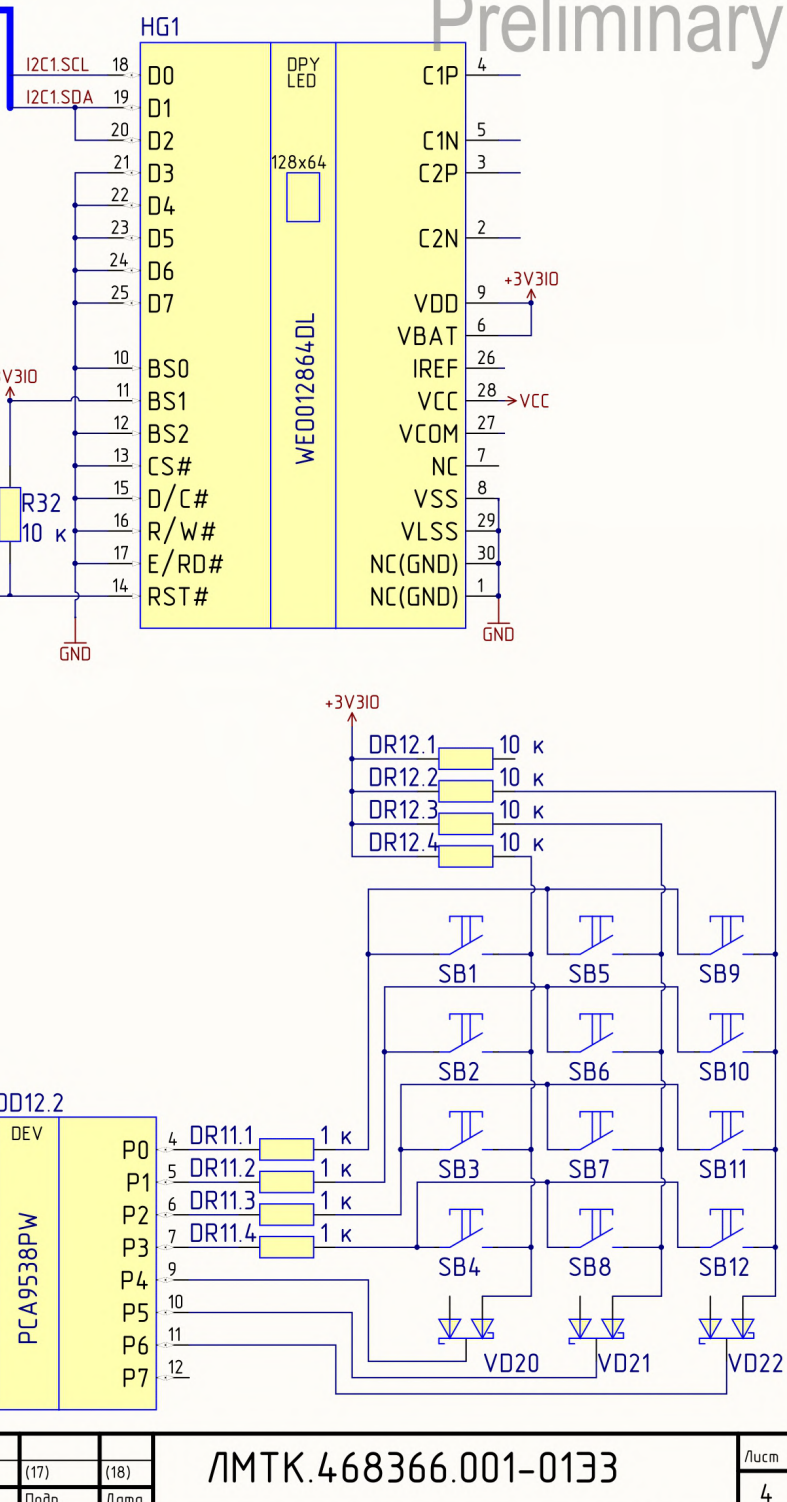 Preliminary
HG1
I2C1.SCL 18 D0 DPY C1P 4
LED
I2C1.SDA 19 D1
20 D2 C1N 5
21 D3 128x64 C2P 3
22 D4
23 D5 C2N 2
24 D6
+3V3IO
25 D7 VDD 9
VBAT 6
10 BS0 IREF 26
V3IO
11 BS1 VCC 28 VCC
12 BS2 VCOM 27
WEO012864DL
13 CS# NC 7
15 D/C# VSS 8
R32
10 к 16 R/W# VLSS 29
17 E/RD# NC(GND) 30
14 RST# NC(GND) 1
GND GND
+3V3IO
DR12.1 10 к
DR12.2 10 к
DR12.3 10 к
DR12.4 10 к
SB1 SB5 SB9
SB2 SB6 SB10
DD12.2
DEV
P0 4 DR11.1 1 к
SB3 SB7 SB11
P1 5 DR11.2 1 к
P2 6 DR11.3 1 к
P3 7 DR11.4 1 к
PCA9538PW
SB4 SB8 SB12
P4 9
P5 10
P6 11
VD20 VD21 VD22
P7 12
ЛМТК.468366.001-01Э3
Лист
(17) (18)
Подп. Дата
4